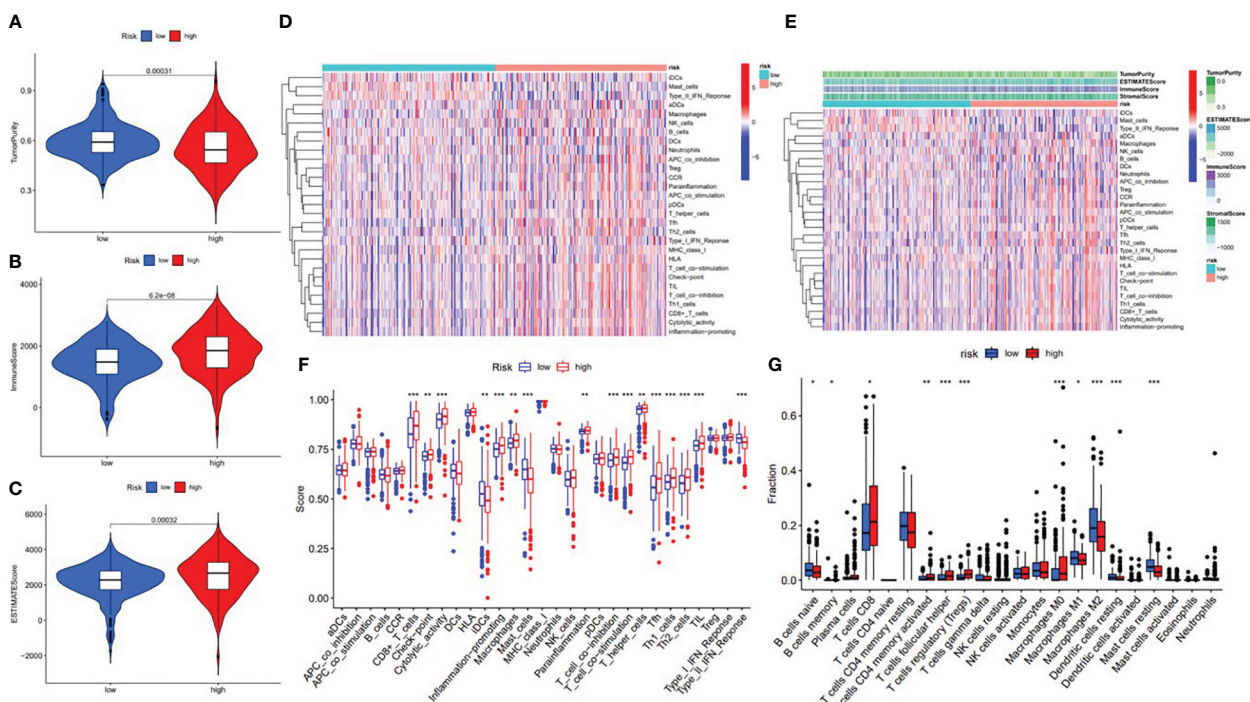 A
Risk low high
0.00031
TumorPurity
0.9
0.6
0.3
low high
B
Risk low high
6.2e−08
ImmuneScore
4000
2000
0
low high
C
Risk low high
0.00032
ESTIMATEScore
6000
4000
2000
0
−2000
low high
D
risk
iDCs
Mast_cells
Type_II_IFN_Reponse
aDCs
Macrophages
NK_cells
B_cells
DCs
Neutrophils
APC_co_inhibition
Treg
CCR
Parainflammation
APC_co_stimulation
pDCs
T_helper_cells
Tfh
Th2_cells
Type_I_IFN_Reponse
MHC_class_I
HLA
T_cell_co−stimulation
Check−point
TIL
T_cell_co−inhibition
Th1_cells
CD8+_T_cells
Cytolytic_activity
Inflammation−promoting
5
0
−5
risk
low
high
E
TumorPurity
ESTIMATEScore
ImmuneScore
StromalScore
risk
iDCs
Mast_cells
Type_II_IFN_Reponse
aDCs
Macrophages
NK_cells
B_cells
DCs
Neutrophils
APC_co_inhibition
Treg
CCR
Parainflammation
APC_co_stimulation
pDCs
T_helper_cells
Tfh
Th2_cells
Type_I_IFN_Reponse
MHC_class_I
HLA
T_cell_co−stimulation
Check−point
TIL
T_cell_co−inhibition
Th1_cells
CD8+_T_cells
Cytolytic_activity
Inflammation−promoting
5
0
−5
TumorPurity
0.9
0.3
ESTIMATEScore
5000
−2000
ImmuneScore
3000
0
StromalScore
1500
−1000
risk
low
high
F
Risk low high
*** ** *** ** *** ** *** ** *** *** ** *** *** *** *** ***
Score
1.00
0.75
0.50
0.25
0.00
aDCs
APC_co_inhibition
APC_co_stimulation
B_cells
CCR
CD8+_T_cells
Check−point
Cytolytic_activity
DCs
HLA
iDCs
Inflammation−promoting
Macrophages
Mast_cells
MHC_class_I
Neutrophils
NK_cells
Parainflammation
pDCs
T_cell_co−inhibition
T_cell_co−stimulation
T_helper_cells
Tfh
Th1_cells
Th2_cells
TIL
Treg
Type_I_IFN_Reponse
Type_II_IFN_Reponse
G
risk low high
* * * ** *** *** *** * *** *** ***
Fraction
0.6
0.4
0.2
0.0
B cells naive
B cells memory
Plasma cells
T cells CD8
T cells CD4 naive
T cells CD4 memory resting
cells CD4 memory activated
T cells follicular helper
T cells regulatory (Tregs)
T cells gamma delta
NK cells resting
NK cells activated
Monocytes
Macrophages M0
Macrophages M1
Macrophages M2
Dendritic cells resting
Dendritic cells activated
Mast cells resting
Mast cells activated
Eosinophils
Neutrophils